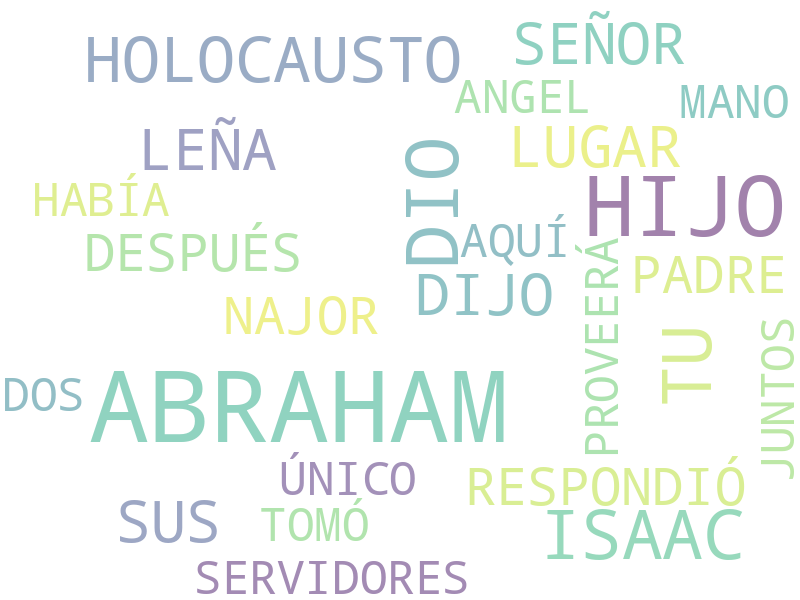 HOLOCAUSTO
SEÑOR
ANGEL
MANO
LEÑA
LUGAR
DIO
HIJO
HABÍA
DESPUÉS
AQUÍ
PADRE
DIJO
NAJOR
PROVEERÁ
TU
JUNTOS
DOS
ABRAHAM
ÚNICO
RESPONDIÓ
SUS
TOMÓ
ISAAC
SERVIDORES